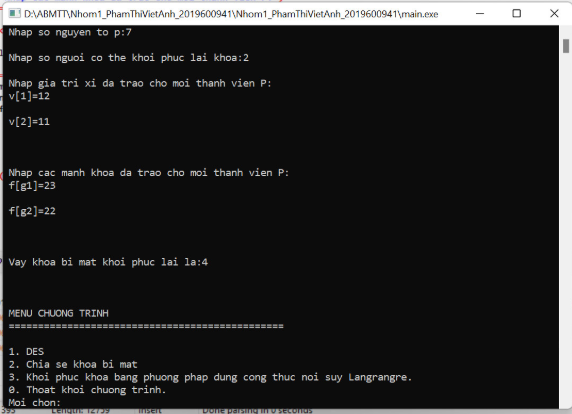 D:\ABMTT\Nhom1_PhamThiVietAnh_2019600941\Nhom1_PhamThiVietAnh_2019600941\main.exe
Nhap so nguyen to p:7
Nhap so nguoi co the khoi phuc lai khoa:2
Nhap gia tri xi da trao cho moi thanh vien P:
v[1]=12
v[2]=11
Nhap cac manh khoa da trao cho moi thanh vien P:
f[g1]=23
f[g2]=22
Vay khoa bi mat khoi phuc lai la:4
MENU CHUONG TRINH
===============================================
1. DES
2. Chia se khoa bi mat
3. Khoi phuc khoa bang phuong phap dung cong thuc noi suy Langrangre.
0. Thoat khoi chuong trinh.
Moi chon:
Length: 12759 Insert Done parsing in 0 seconds